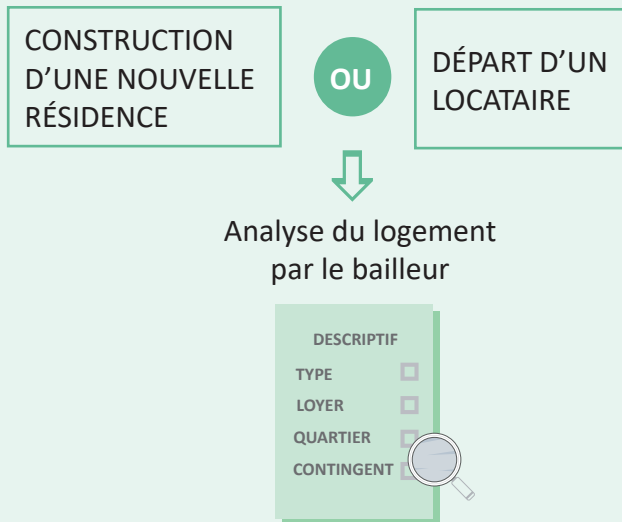 CONSTRUCTION
D’UNE NOUVELLE
RÉSIDENCE
OU
DÉPART D’UN
LOCATAIRE
Analyse du logement
par le bailleur
DESCRIPTIF
TYPE
LOYER
QUARTIER
CONTINGENT